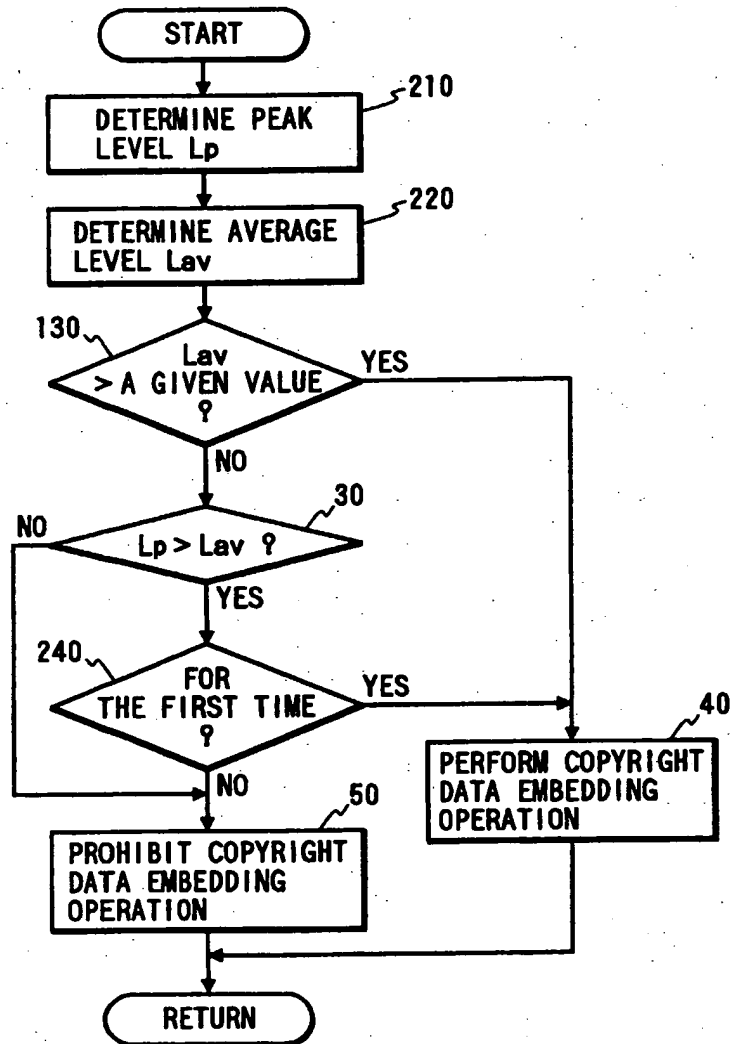 START
210
DETERMINE PEAK
LEVEL Lp
220
DETERMINE AVERAGE
LEVEL Lav
130
Lav
> A GIVEN VALUE
?
YES
NO
30
NO
Lp > Lav ?
YES
240
FOR
THE FIRST TIME
?
YES
NO
40
PERFORM COPYRIGHT
DATA EMBEDDING
OPERATION
50
PROHIBIT COPYRIGHT
DATA EMBEDDING
OPERATION
RETURN